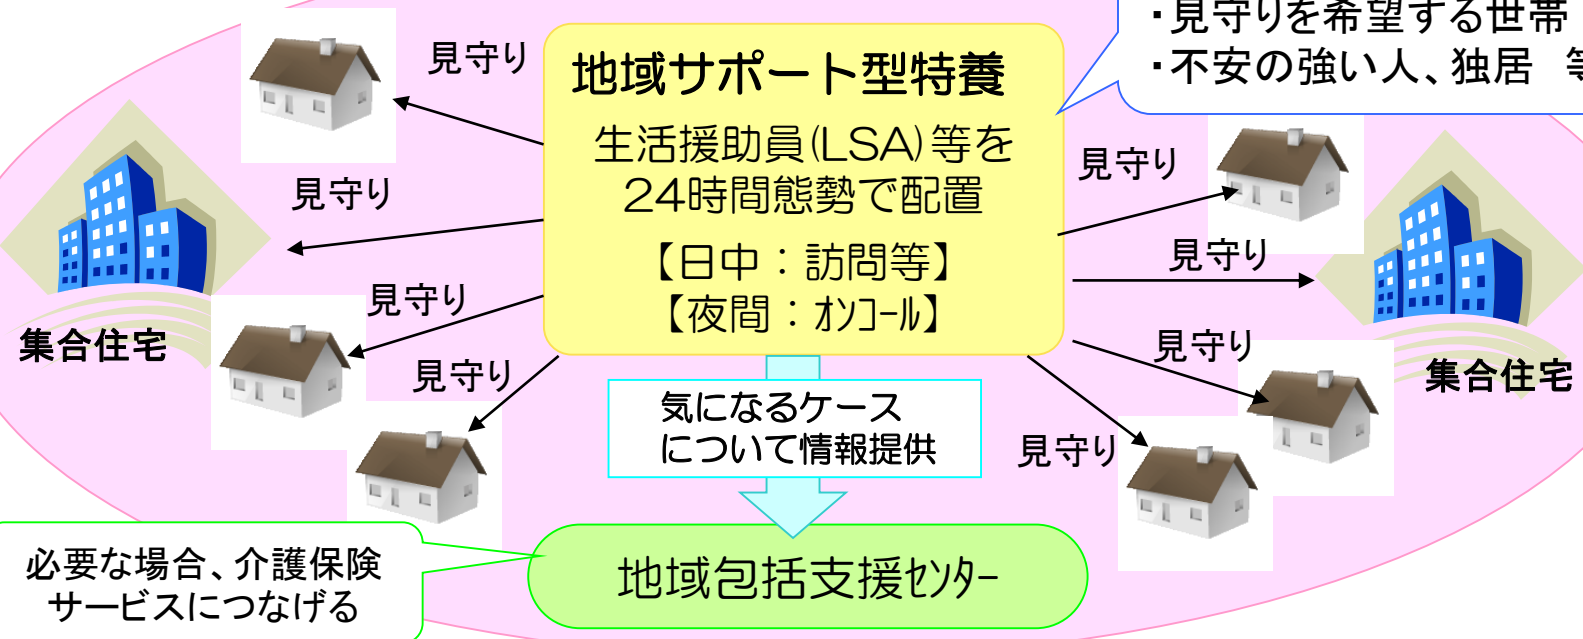 ・見守りを希望する世帯
・不安の強い人、独居　等
地域サポート型特養
生活援助員(LSA)等を
24時間態勢で配置
【日中：訪問等】
【夜間：ｵﾝｺｰﾙ】
見守り
見守り
見守り
見守り
見守り
見守り
見守り
見守り
集合住宅
集合住宅
気になるケース
について情報提供
地域包括支援ｾﾝﾀｰ
必要な場合、介護保険
サービスにつなげる